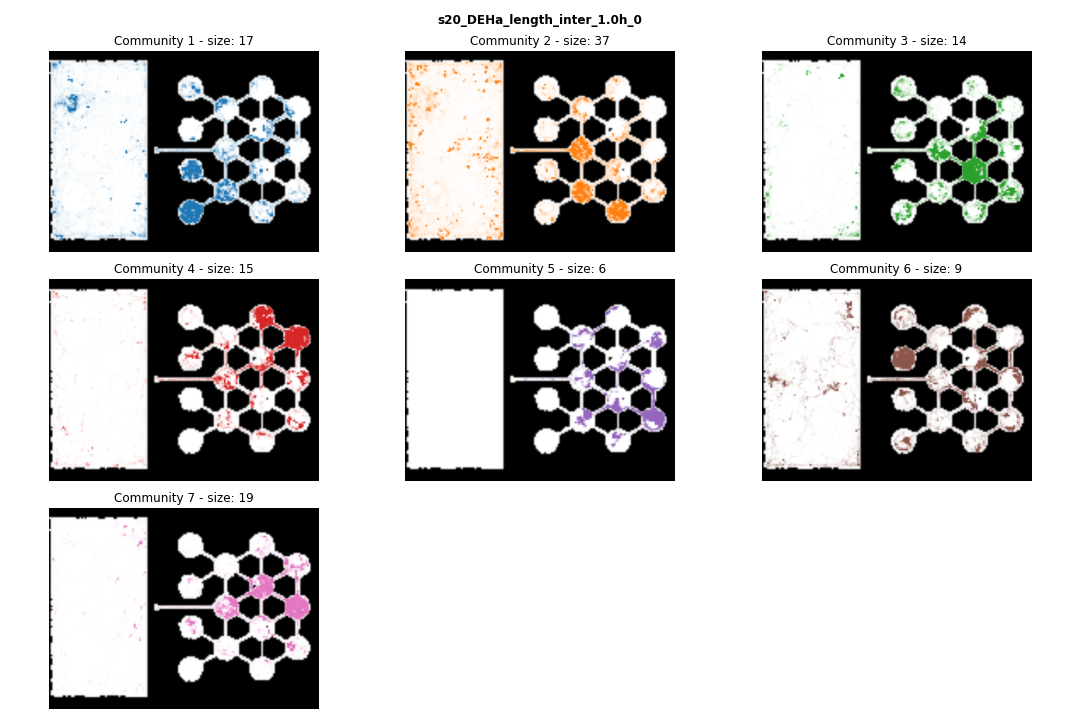 s20_DEHa_length_inter_1.0h_0
Community 1 - size: 17
Community 2 - size: 37
Community 3 - size: 14
Community 4 - size: 15
Community 5 - size: 6
Community 6 - size: 9
Community 7 - size: 19